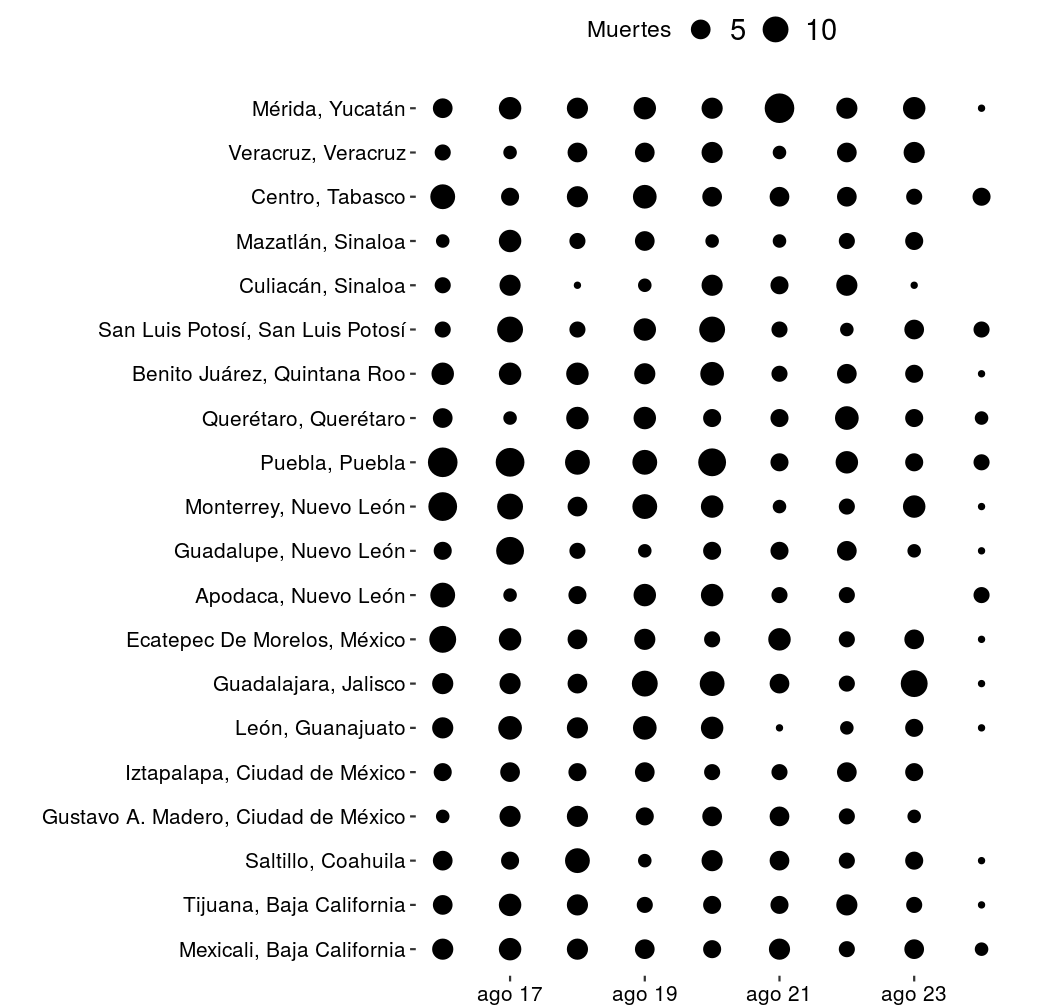 Muertes 5 10
Mérida, Yucatán
Veracruz, Veracruz
Centro, Tabasco
Mazatlán, Sinaloa
Culiacán, Sinaloa
San Luis Potosí, San Luis Potosí
Benito Juárez, Quintana Roo
Querétaro, Querétaro
Puebla, Puebla
Monterrey, Nuevo León
Guadalupe, Nuevo León
Apodaca, Nuevo León
Ecatepec De Morelos, México
Guadalajara, Jalisco
León, Guanajuato
Iztapalapa, Ciudad de México
Gustavo A. Madero, Ciudad de México
Saltillo, Coahuila
Tijuana, Baja California
Mexicali, Baja California
ago 17 ago 19 ago 21 ago 23